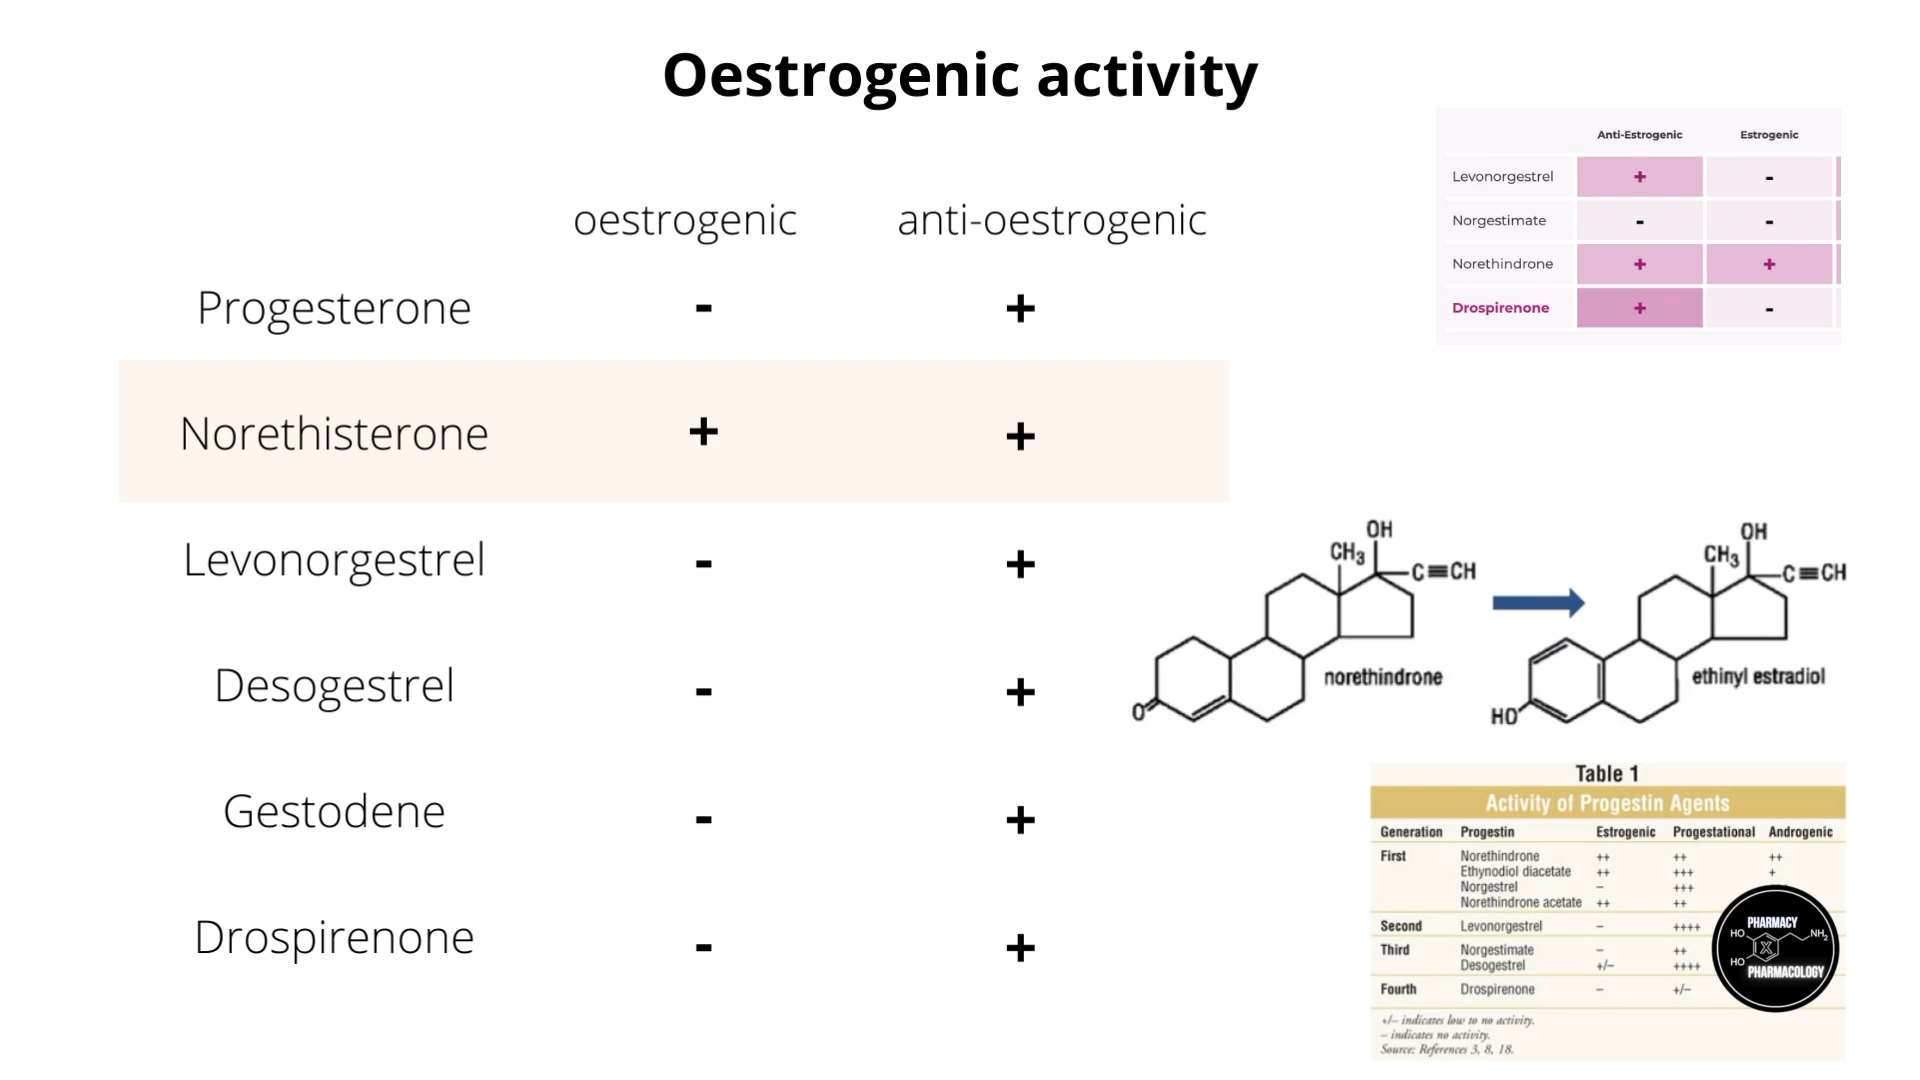 Oestrogenic activity
oestrogenic anti-oestrogenic
Progesterone - +
Norethisterone + +
Levonorgestrel - +
Desogestrel - +
Gestodene - +
Drospirenone - +
Anti-Estrogenic Estrogenic
Levonorgestrel + -
Norgestimate - -
Norethindrone + +
Drospirenone + -
OH
CH3
C≡CH
O
norethindrone
OH
CH3
C≡CH
HO
ethinyl estradiol
Table 1
Activity of Progestin Agents
Generation Progestin Estrogenic Progestational Androgenic
First Norethindrone ++ ++ ++
Ethynodiol diacetate ++ +++ +
Norgestrel – +++
Norethindrone acetate ++ ++
Second Levonorgestrel – ++++
Third Norgestimate – ++
Desogestrel +/– ++++
Fourth Drospirenone – +/–
+/– indicates low to no activity.
– indicates no activity.
Source: References 3, 8, 18.
PHARMACY
HO NH2
X
HO
PHARMACOLOGY